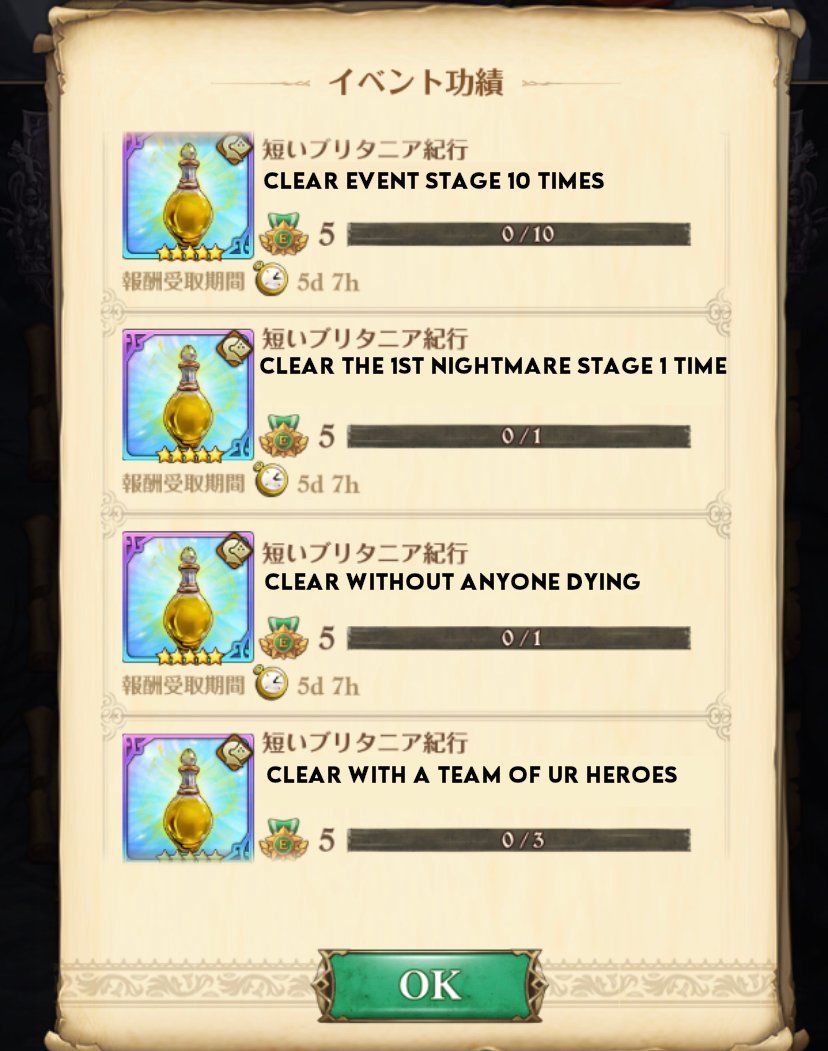 イベント功績
短いブリタニア紀行
CLEAR EVENT STAGE 10 TIMES
5 0/10
報酬受取期間 5d 7h
短いブリタニア紀行
CLEAR THE 1ST NIGHTMARE STAGE 1 TIME
5 0/1
報酬受取期間 5d 7h
短いブリタニア紀行
CLEAR WITHOUT ANYONE DYING
5 0/1
報酬受取期間 5d 7h
短いブリタニア紀行
CLEAR WITH A TEAM OF UR HEROES
5 0/3
OK